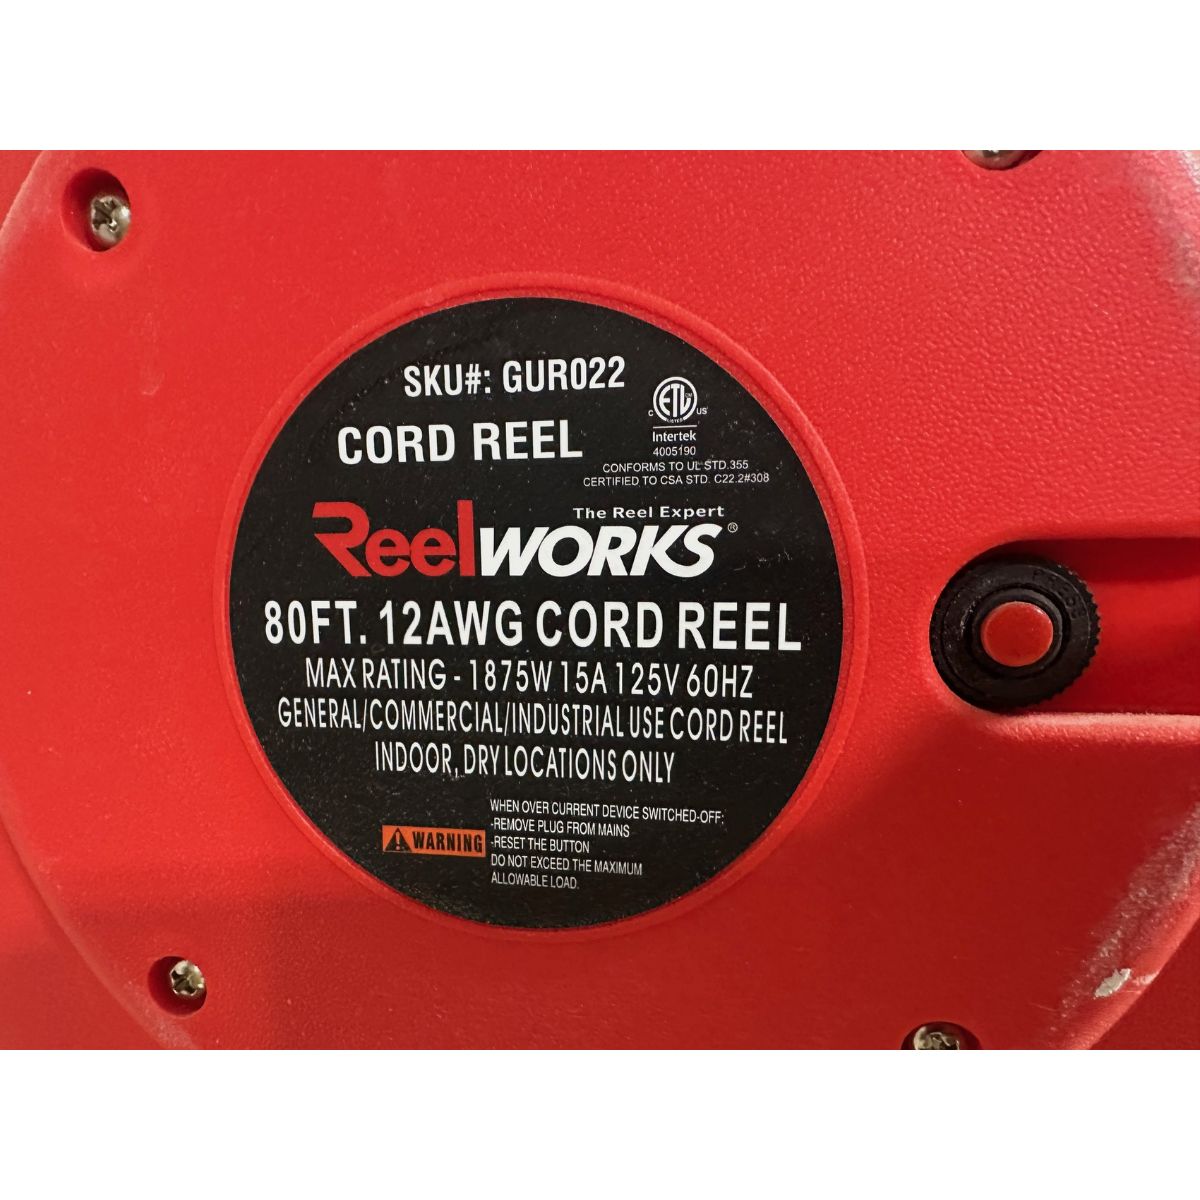 SKU#: GUR022
CORD REEL
ETL
LISTED
C US
Intertek
4005190
CONFORMS TO UL STD.355
CERTIFIED TO CSA STD. C22.2#308
The Reel Expert
ReelWORKS®
80FT. 12AWG CORD REEL
MAX RATING - 1875W 15A 125V 60HZ
GENERAL/COMMERCIAL/INDUSTRIAL USE CORD REEL
INDOOR, DRY LOCATIONS ONLY
WARNING
WHEN OVER CURRENT DEVICE SWITCHED-OFF:
-REMOVE PLUG FROM MAINS
-RESET THE BUTTON
DO NOT EXCEED THE MAXIMUM
ALLOWABLE LOAD.